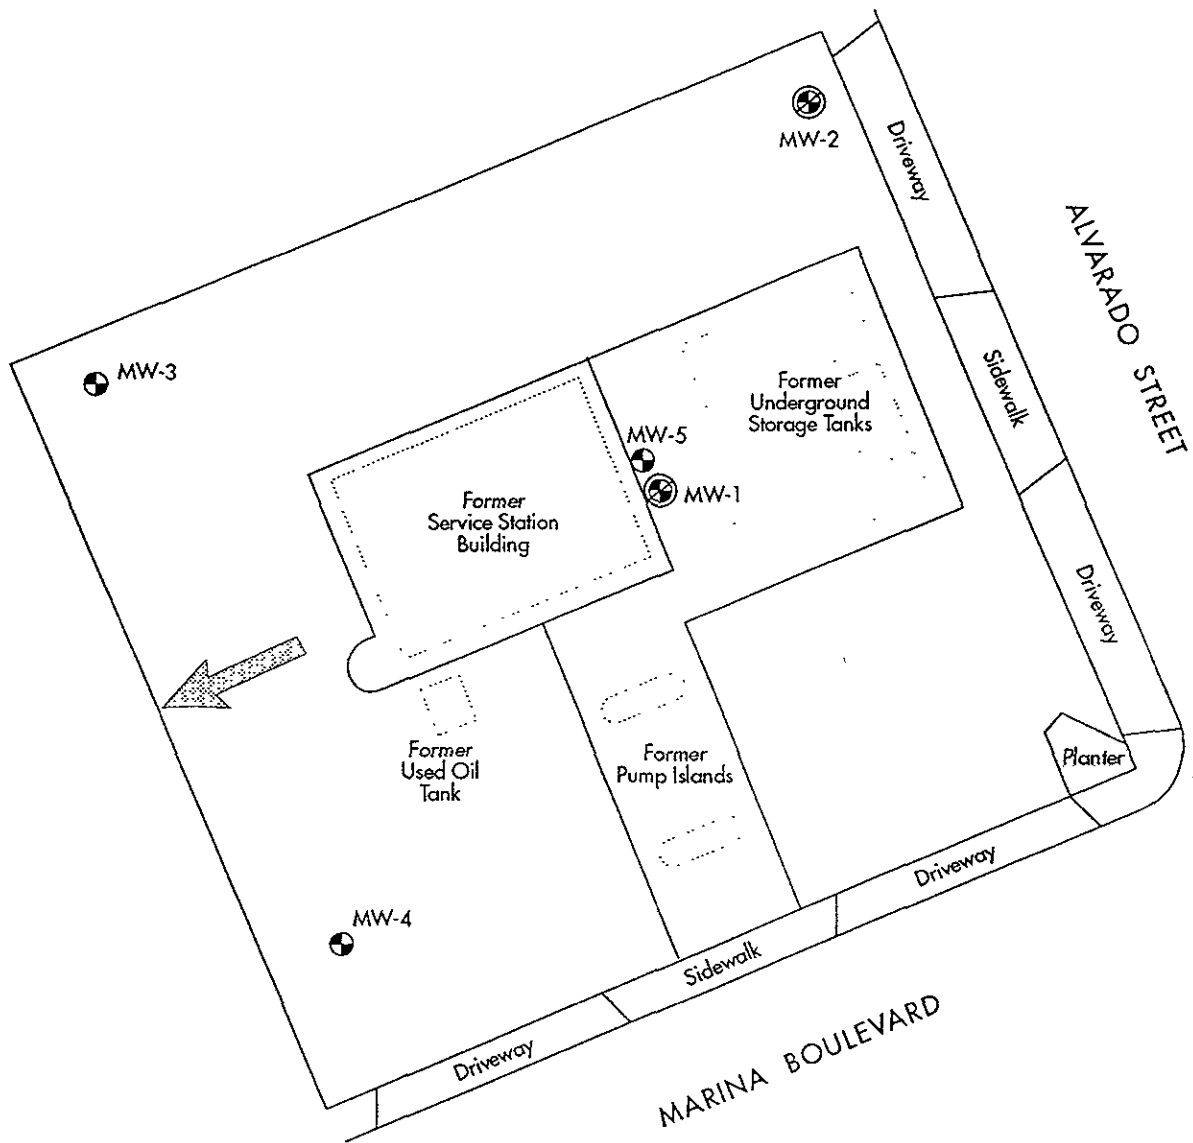 MW-2
Driveway
ALVARADO STREET
MW-3
Sidewalk
Former
Underground
Storage Tanks
MW-5
MW-1
Former
Service Station
Building
Driveway
Former
Used Oil
Tank
Former
Pump Islands
Planter
Driveway
MW-4
Sidewalk
Driveway
MARINA BOULEVARD